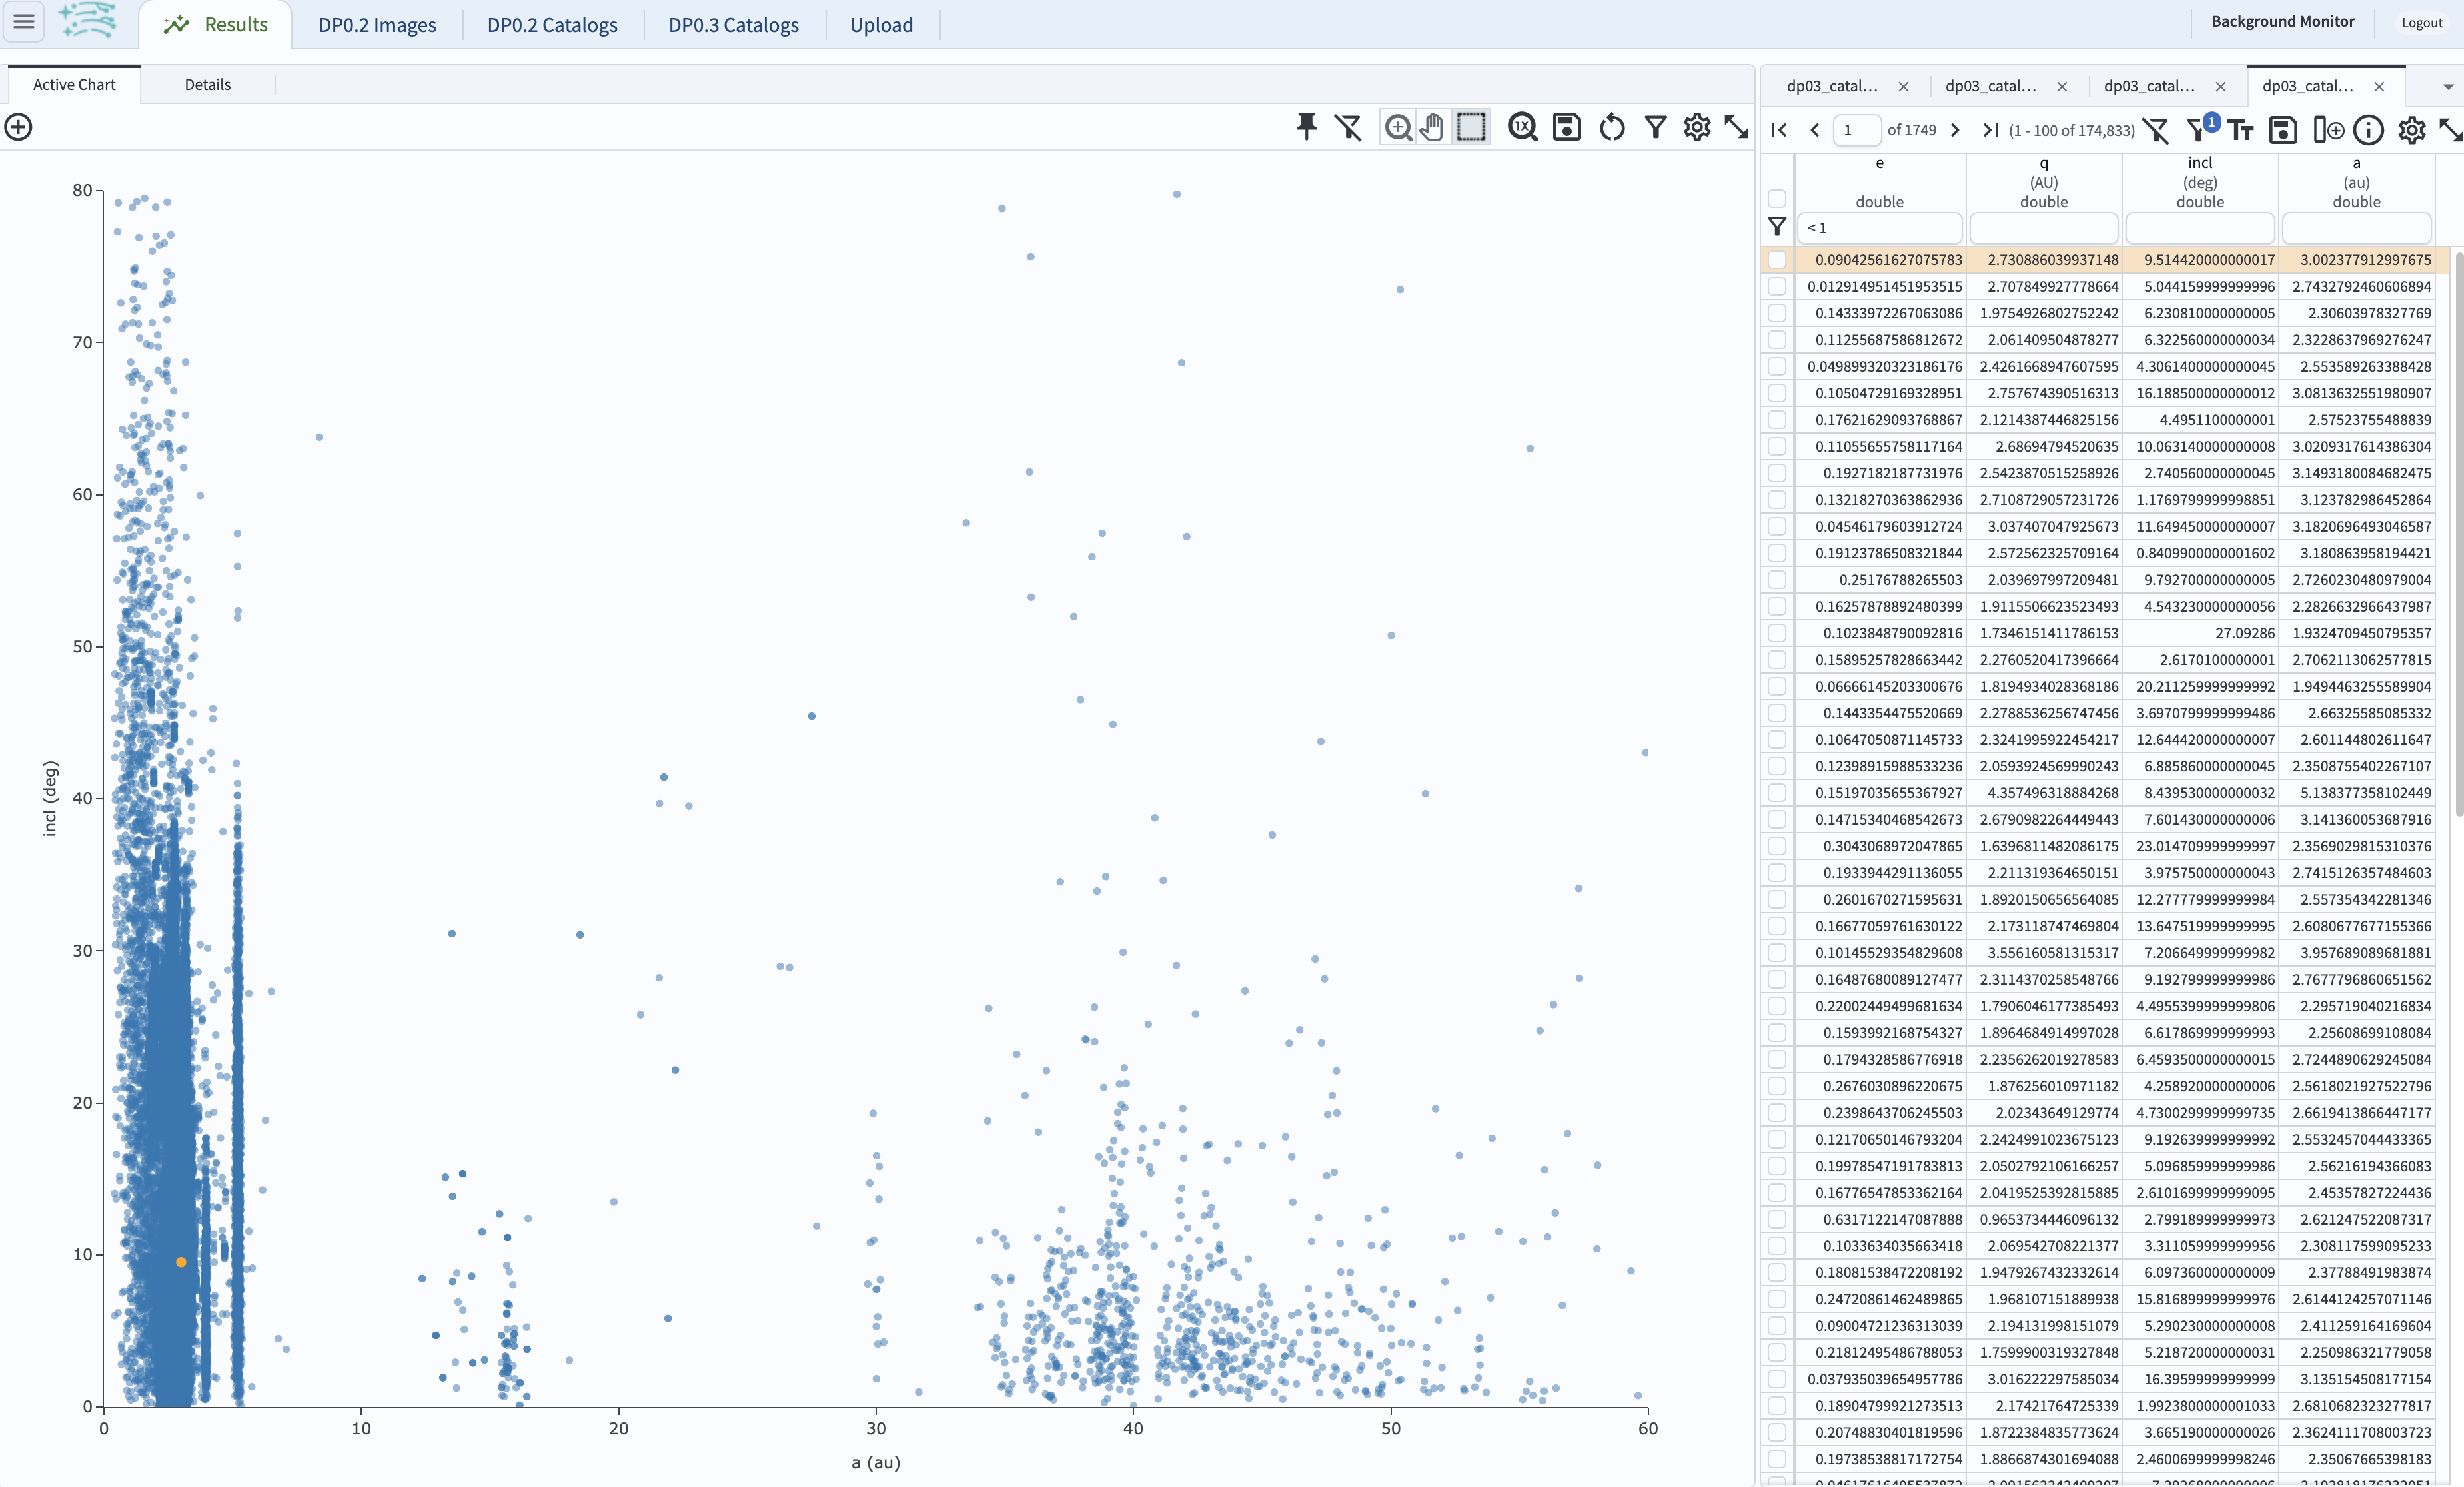 Results
DP0.2 Images
DP0.2 Catalogs
DP0.3 Catalogs
Upload
Background Monitor
Logout
Active Chart
Details
1X
80
70
60
50
40
30
20
10
0
incl (deg)
0 10 20 30 40 50 60
a (au)
dp03_catal... dp03_catal... dp03_catal... dp03_catal...
1 of 1749 (1 - 100 of 174,833) 1
e q incl a
(AU) (deg) (au)
double double double double
< 1
0.09042561627075783 2.730886039937148 9.514420000000017 3.002377912997675
0.012914951451953515 2.707849927778664 5.044159999999996 2.7432792460606894
0.14333972267063086 1.9754926802752242 6.230810000000005 2.30603978327769
0.11255687586812672 2.061409504878277 6.322560000000034 2.3228637969276247
0.049899320323186176 2.4261668947607595 4.3061400000000045 2.553589263388428
0.10504729169328951 2.757674390516313 16.188500000000012 3.0813632551980907
0.17621629093768867 2.1214387446825156 4.4951100000001 2.57523755488839
0.11055655758117164 2.68694794520635 10.063140000000008 3.0209317614386304
0.1927182187731976 2.5423870515258926 2.740560000000045 3.1493180084682475
0.13218270363862936 2.7108729057231726 1.1769799999998851 3.123782986452864
0.04546179603912724 3.037407047925673 11.649450000000007 3.1820696493046587
0.19123786508321844 2.572562325709164 0.8409900000001602 3.180863958194421
0.25176788265503 2.039697997209481 9.792700000000005 2.7260230480979004
0.16257878892480399 1.9115506623523493 4.543230000000056 2.2826632966437987
0.1023848790092816 1.7346151411786153 27.09286 1.9324709450795357
0.15895257828663442 2.2760520417396664 2.6170100000001 2.7062113062577815
0.06666145203300676 1.8194934028368186 20.211259999999992 1.9494463255589904
0.1443354475520669 2.2788536256747456 3.6970799999999486 2.66325585085332
0.10647050871145733 2.3241995922454217 12.644420000000007 2.601144802611647
0.12398915988533236 2.0593924569990243 6.885860000000045 2.3508755402267107
0.15197035655367927 4.357496318884268 8.439530000000032 5.138377358102449
0.14715340468542673 2.6790982264449443 7.601430000000006 3.141360053687916
0.3043068972047865 1.6396811482086175 23.014709999999997 2.3569029815310376
0.1933944291136055 2.211319364650151 3.975750000000043 2.7415126357484603
0.2601670271595631 1.8920150656564085 12.277779999999984 2.557354342281346
0.16677059761630122 2.173118747469804 13.647519999999995 2.6080677677155366
0.10145529354829608 3.556160581315317 7.206649999999982 3.957689089681881
0.16487680089127477 2.3114370258548766 9.192799999999986 2.7677796860651562
0.22002449499681634 1.7906046177385493 4.4955399999999806 2.295719040216834
0.1593992168754327 1.8964684914997028 6.617869999999993 2.25608699108084
0.1794328586776918 2.2356262019278583 6.4593500000000015 2.7244890629245084
0.2676030896220675 1.876256010971182 4.258920000000006 2.5618021927522796
0.2398643706245503 2.02343649129774 4.7300299999999735 2.6619413866447177
0.12170650146793204 2.2424991023675123 9.192639999999992 2.5532457044433365
0.19978547191783813 2.0502792106166257 5.096859999999986 2.56216194366083
0.16776547853362164 2.0419525392815885 2.6101699999999095 2.45357827224436
0.6317122147087888 0.9653734446096132 2.799189999999973 2.621247522087317
0.1033634035663418 2.069542708221377 3.311059999999956 2.308117599095233
0.18081538472208192 1.9479267432332614 6.097360000000009 2.37788491983874
0.24720861462489865 1.968107151889938 15.816899999999976 2.6144124257071146
0.09004721236313039 2.194131998151079 5.290230000000008 2.411259164169604
0.21812495486788053 1.7599900319327848 5.218720000000031 2.250986321779058
0.037935039654957786 3.016222297585034 16.39599999999999 3.135154508177154
0.18904799921273513 2.17421764725339 1.9923800000001033 2.6810682323277817
0.20748830401819596 1.8722384835773624 3.665190000000026 2.3624111708003723
0.19738538817172754 1.8866874301694088 2.4600699999998246 2.35067665398183